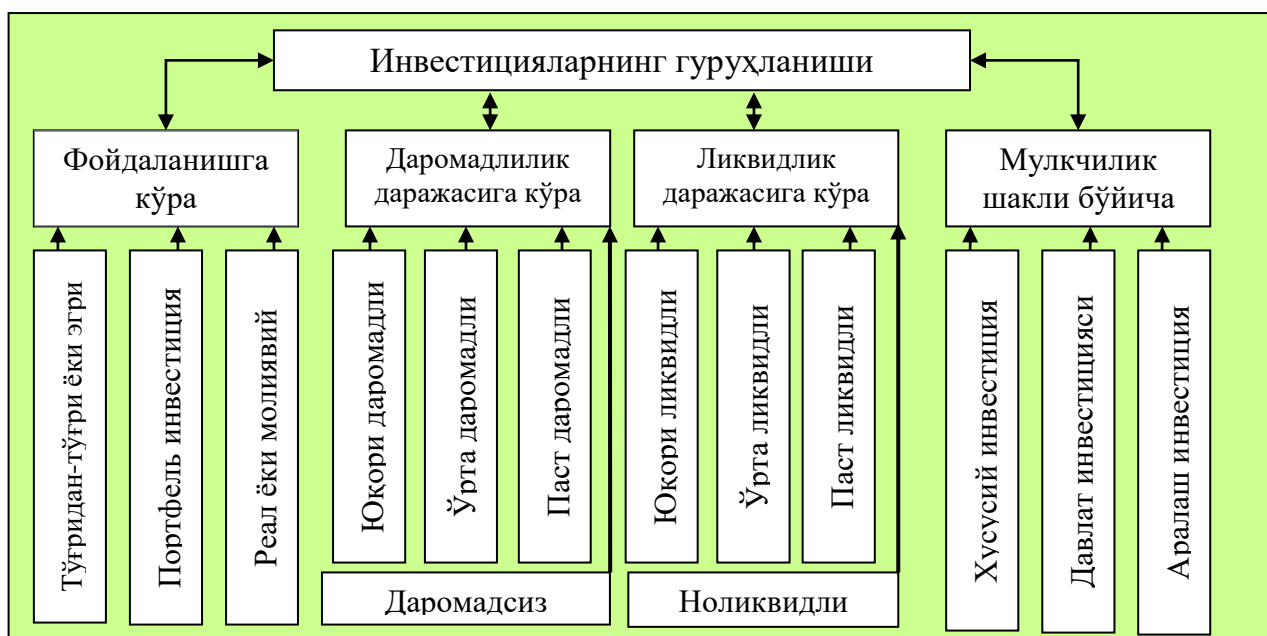 Инвестицияларнинг гуруҳланиши
Фойдаланишга
кўра
Даромадлилик
даражасига кўра
Ликвидлик
даражасига кўра
Мулкчилик
шакли бўйича
Тўғридан-тўғри ёки эгри
Портфель инвестиция
Реал ёки молиявий
Юқори даромадли
Ўрта даромадли
Паст даромадли
Даромадсиз
Юқори ликвидли
Ўрта ликвидли
Паст ликвидли
Ноликвидли
Хусусий инвестиция
Давлат инвестицияси
Аралаш инвестиция